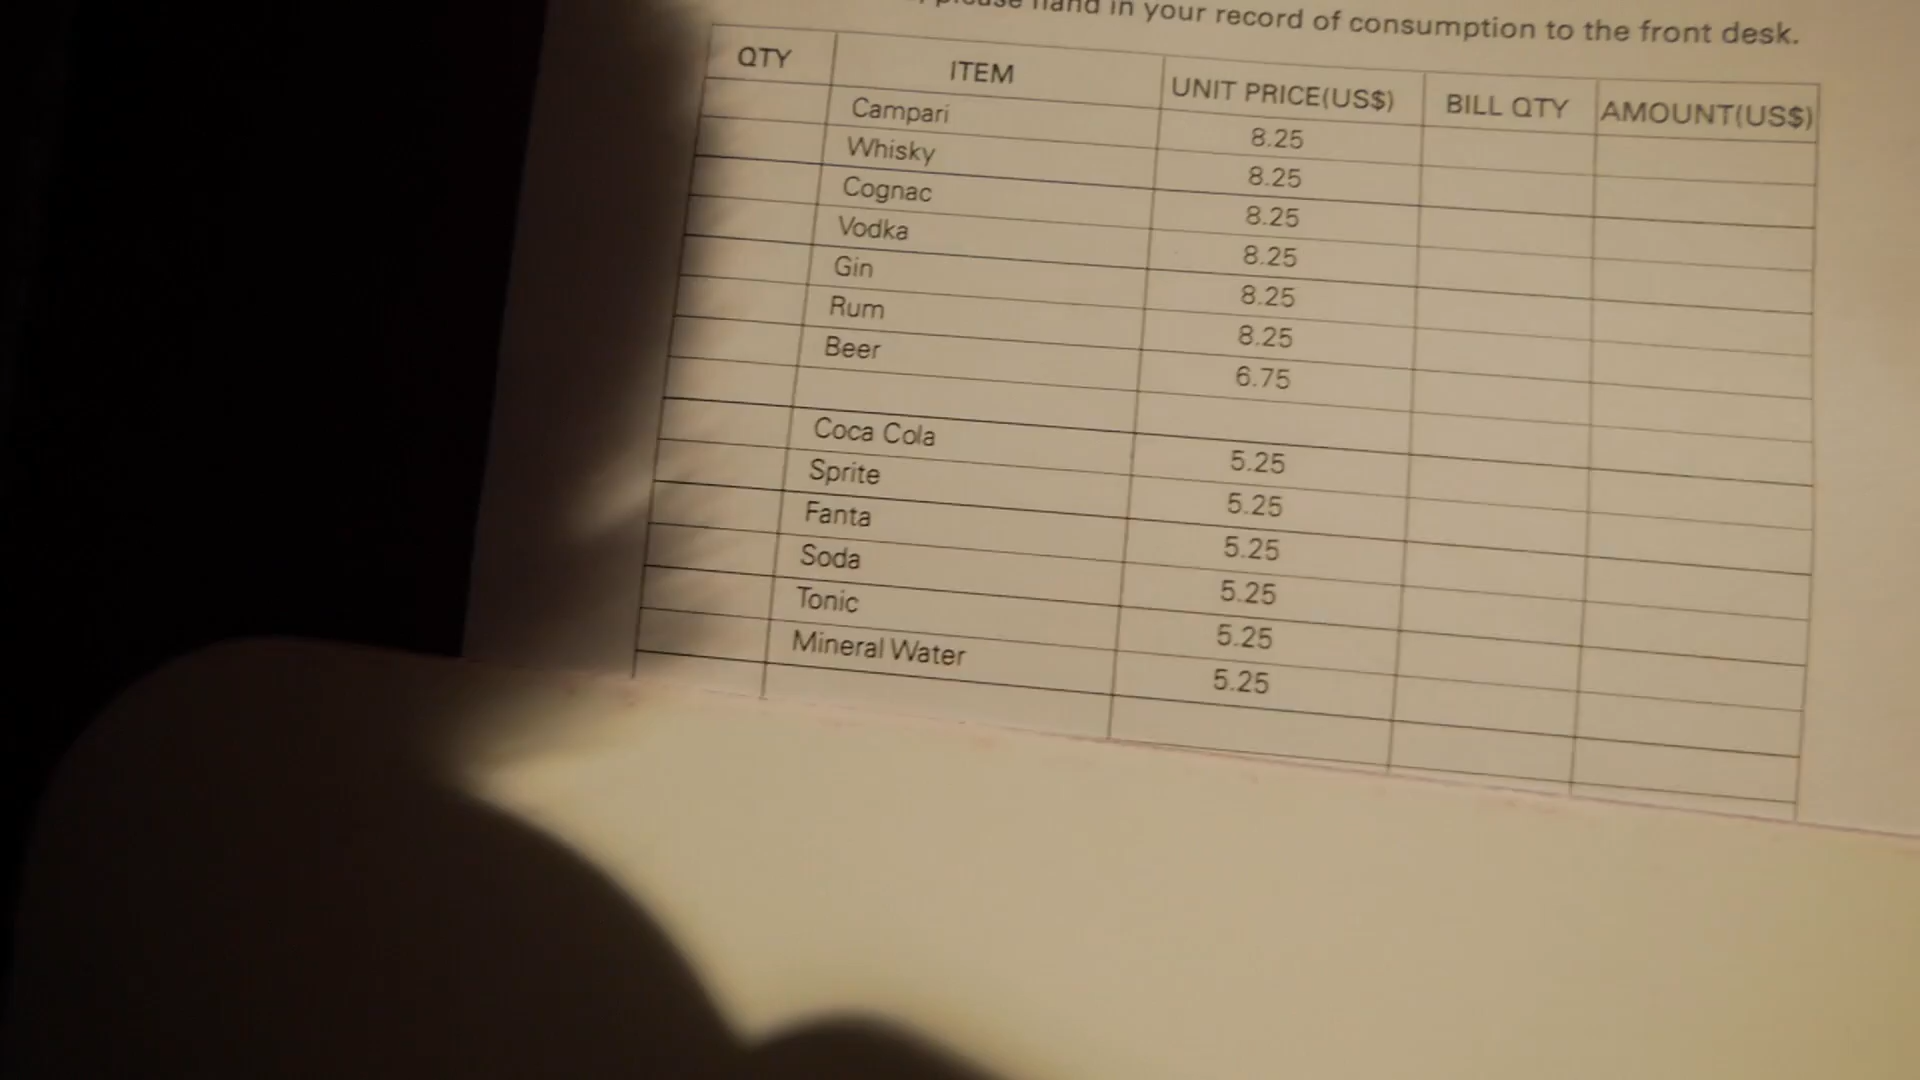 please hand in your record of consumption to the front desk.
QTY ITEM UNIT PRICE(US$) BILL QTY AMOUNT(US$)
Campari 8.25
Whisky 8.25
Cognac 8.25
Vodka 8.25
Gin 8.25
Rum 8.25
Beer 6.75
Coca Cola 5.25
Sprite 5.25
Fanta 5.25
Soda 5.25
Tonic 5.25
Mineral Water 5.25